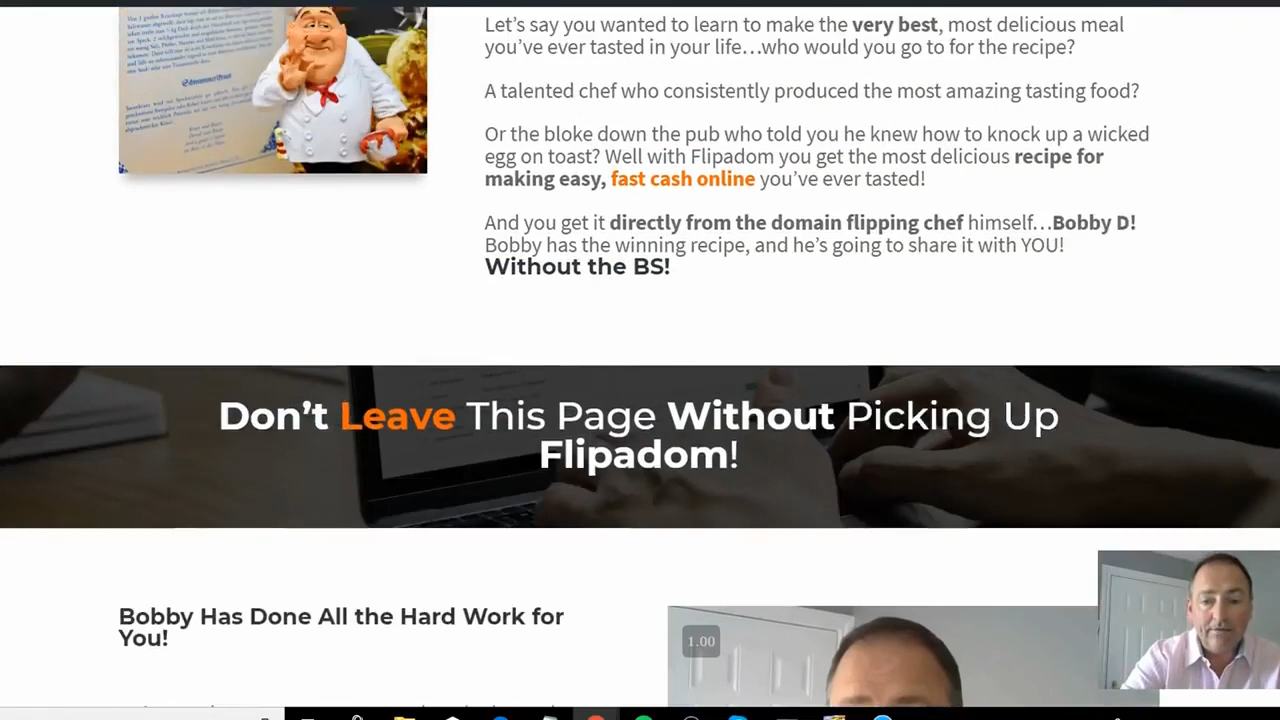 Let’s say you wanted to learn to make the very best, most delicious meal
you’ve ever tasted in your life…who would you go to for the recipe?
A talented chef who consistently produced the most amazing tasting food?
Or the bloke down the pub who told you he knew how to knock up a wicked
egg on toast? Well with Flipadom you get the most delicious recipe for
making easy, fast cash online you’ve ever tasted!
And you get it directly from the domain flipping chef himself…Bobby D!
Bobby has the winning recipe, and he’s going to share it with YOU!
Without the BS!
Don’t Leave This Page Without Picking Up
Flipadom!
Bobby Has Done All the Hard Work for
You!
1.00